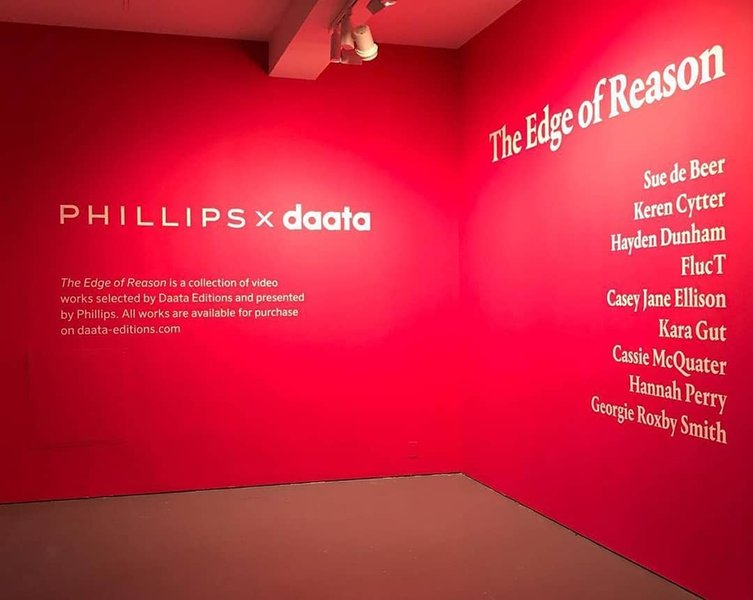 PHILLIPS x daata
The Edge of Reason is a collection of video
works selected by Daata Editions and presented
by Phillips. All works are available for purchase
on daata-editions.com
The Edge of Reason
Sue de Beer
Keren Cytter
Hayden Dunham
FlucT
Casey Jane Ellison
Kara Gut
Cassie McQuater
Hannah Perry
Georgie Roxby Smith